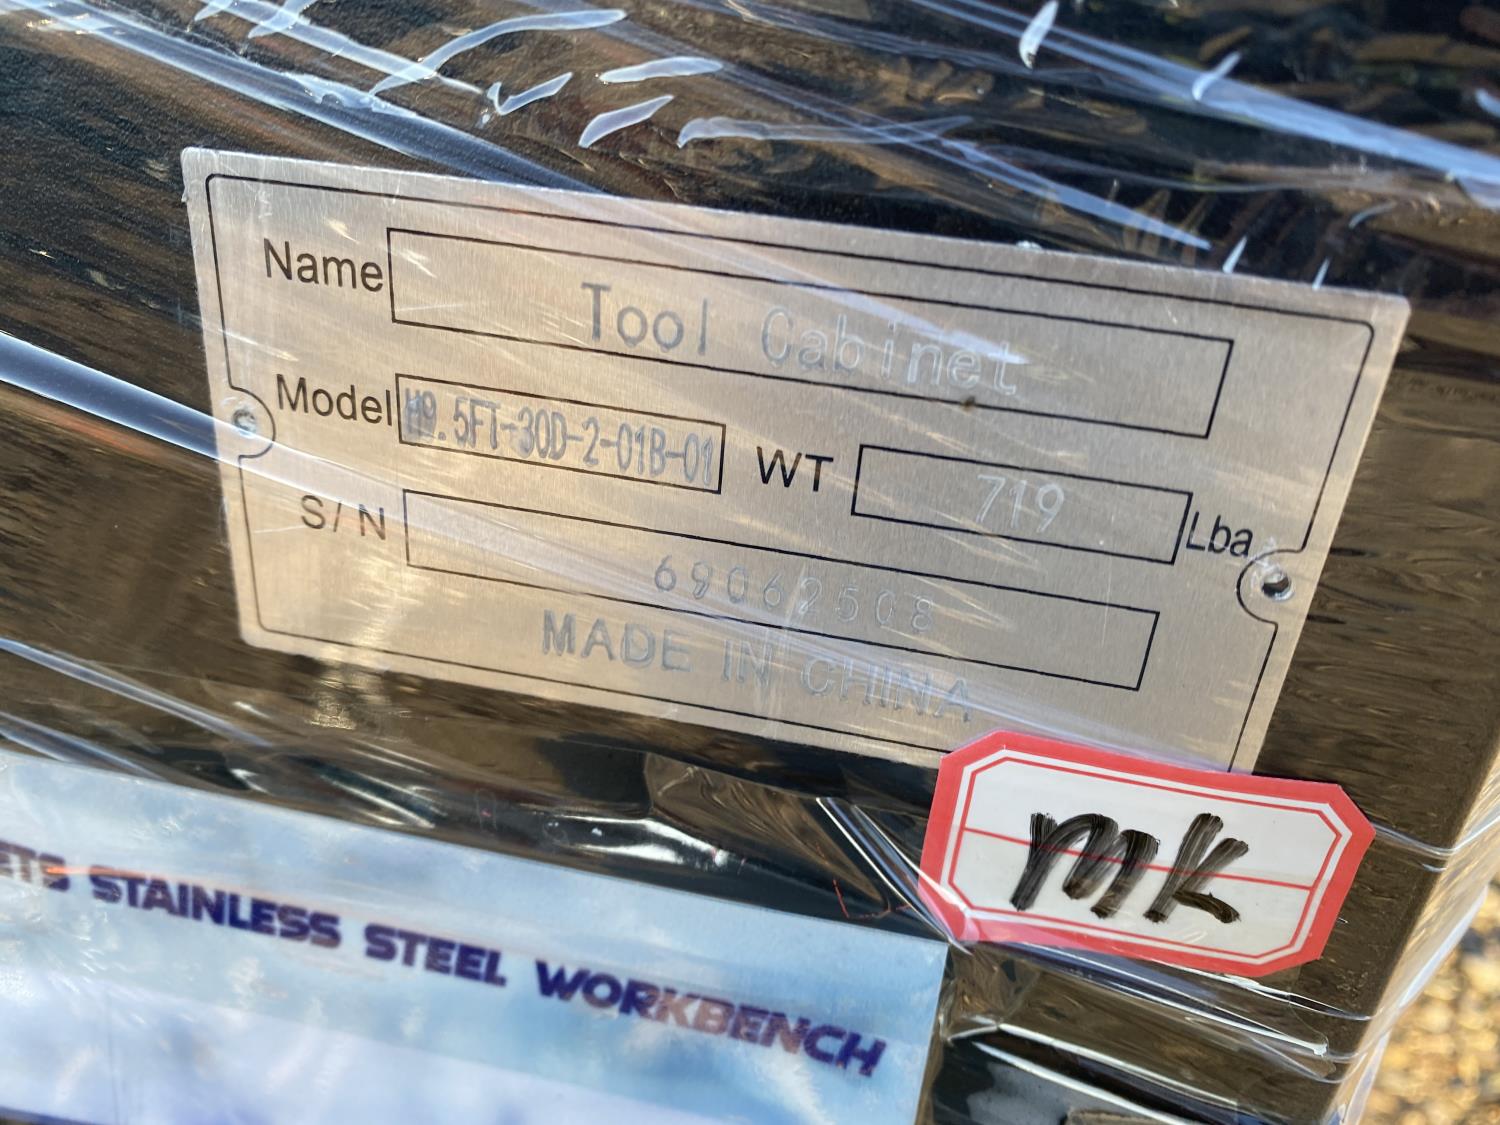 Name Tool Cabinet
Model H9.5FT-30D-2-01B-01 WT 719 Lba
S/N 69062508
MADE IN CHINA
mk
STAINLESS STEEL WORKBENCH